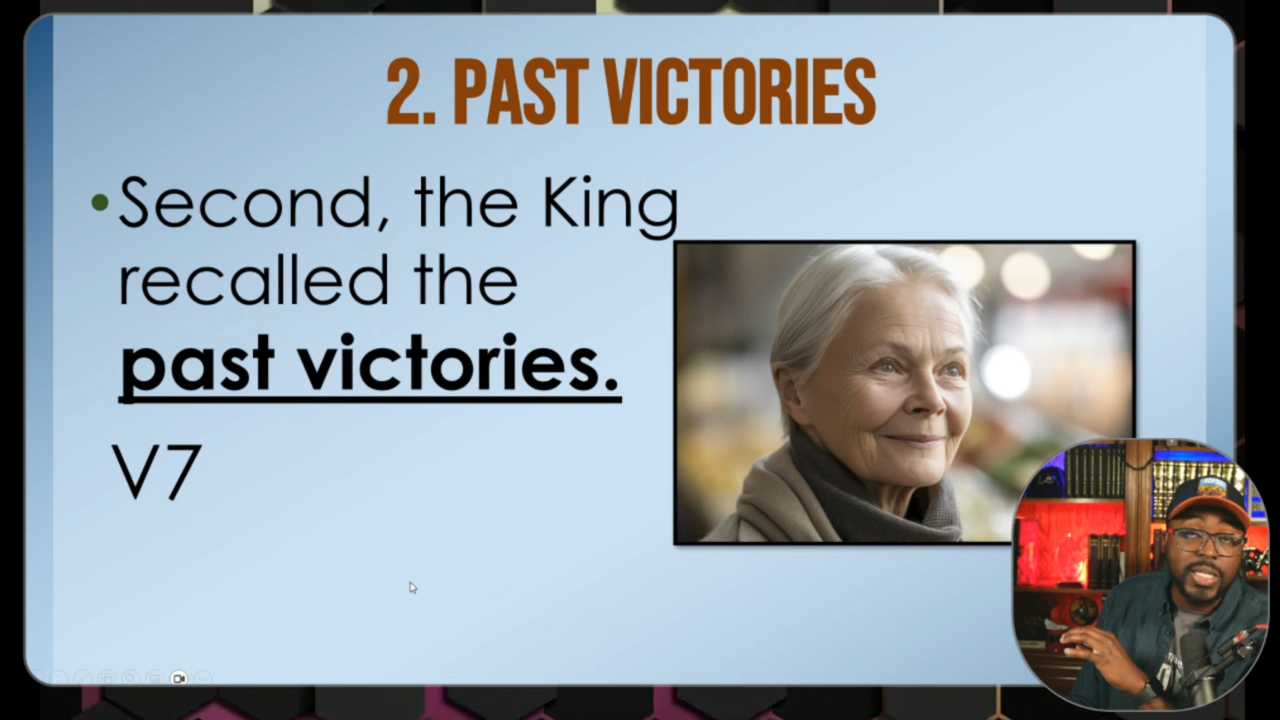 2. PAST VICTORIES
•Second, the King
recalled the
past victories.
V7